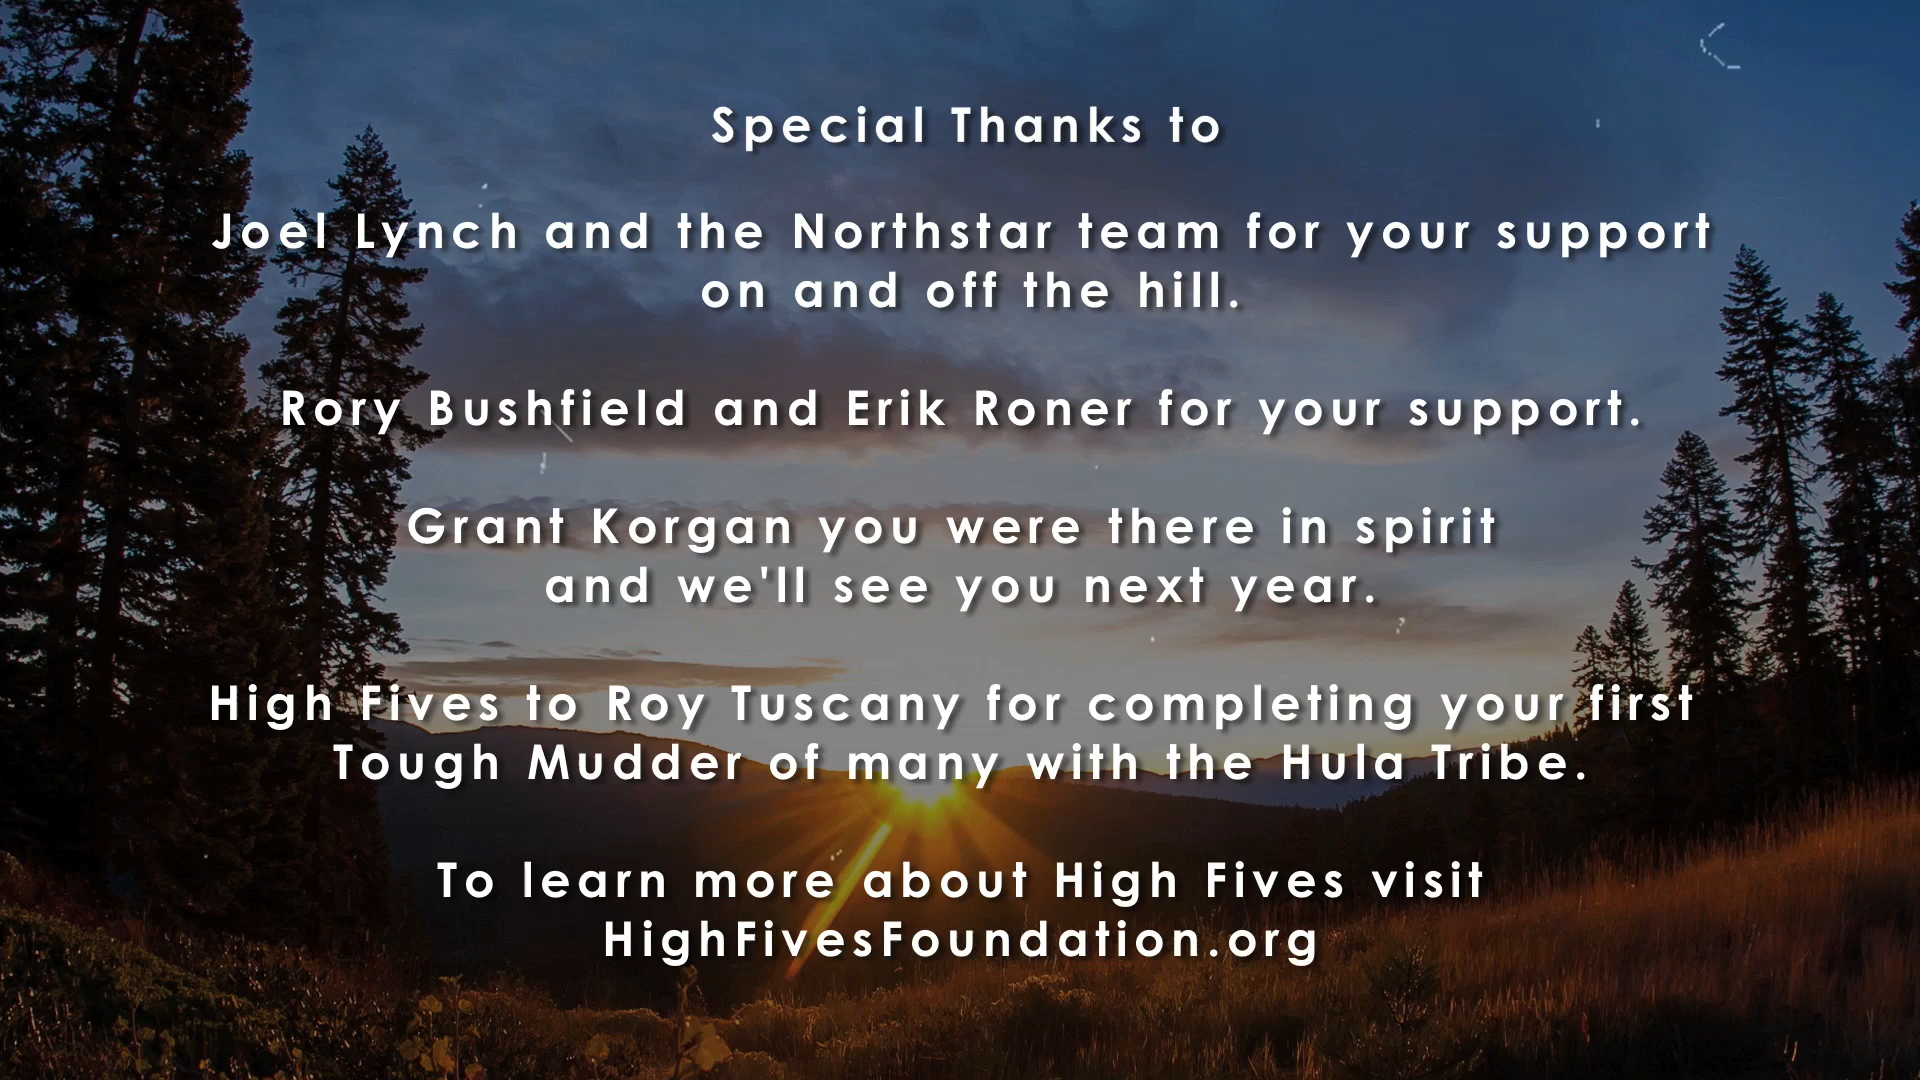 Special Thanks to
Joel Lynch and the Northstar team for your support
on and off the hill.
Rory Bushfield and Erik Roner for your support.
Grant Korgan you were there in spirit
and we'll see you next year.
High Fives to Roy Tuscany for completing your first
Tough Mudder of many with the Hula Tribe.
To learn more about High Fives visit
HighFivesFoundation.org